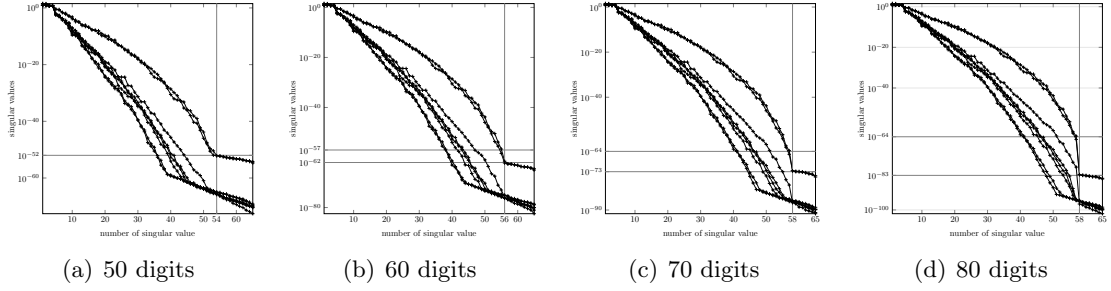 10^0
10^-20
10^-40
10^-52
10^-60
singular values
10 20 30 40 50 54 60
number of singular value
(a) 50 digits
10^0
10^-20
10^-40
10^-57
10^-62
10^-80
singular values
10 20 30 40 50 56 60
number of singular value
(b) 60 digits
10^0
10^-20
10^-40
10^-64
10^-73
10^-90
singular values
10 20 30 40 50 58 65
number of singular value
(c) 70 digits
10^0
10^-20
10^-40
10^-64
10^-83
10^-100
singular values
10 20 30 40 50 58 65
number of singular value
(d) 80 digits